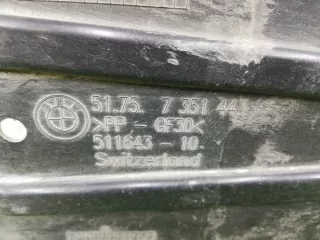 51.75. 7 351 44
>PP - GF30<
511643 - 10
Switzerland